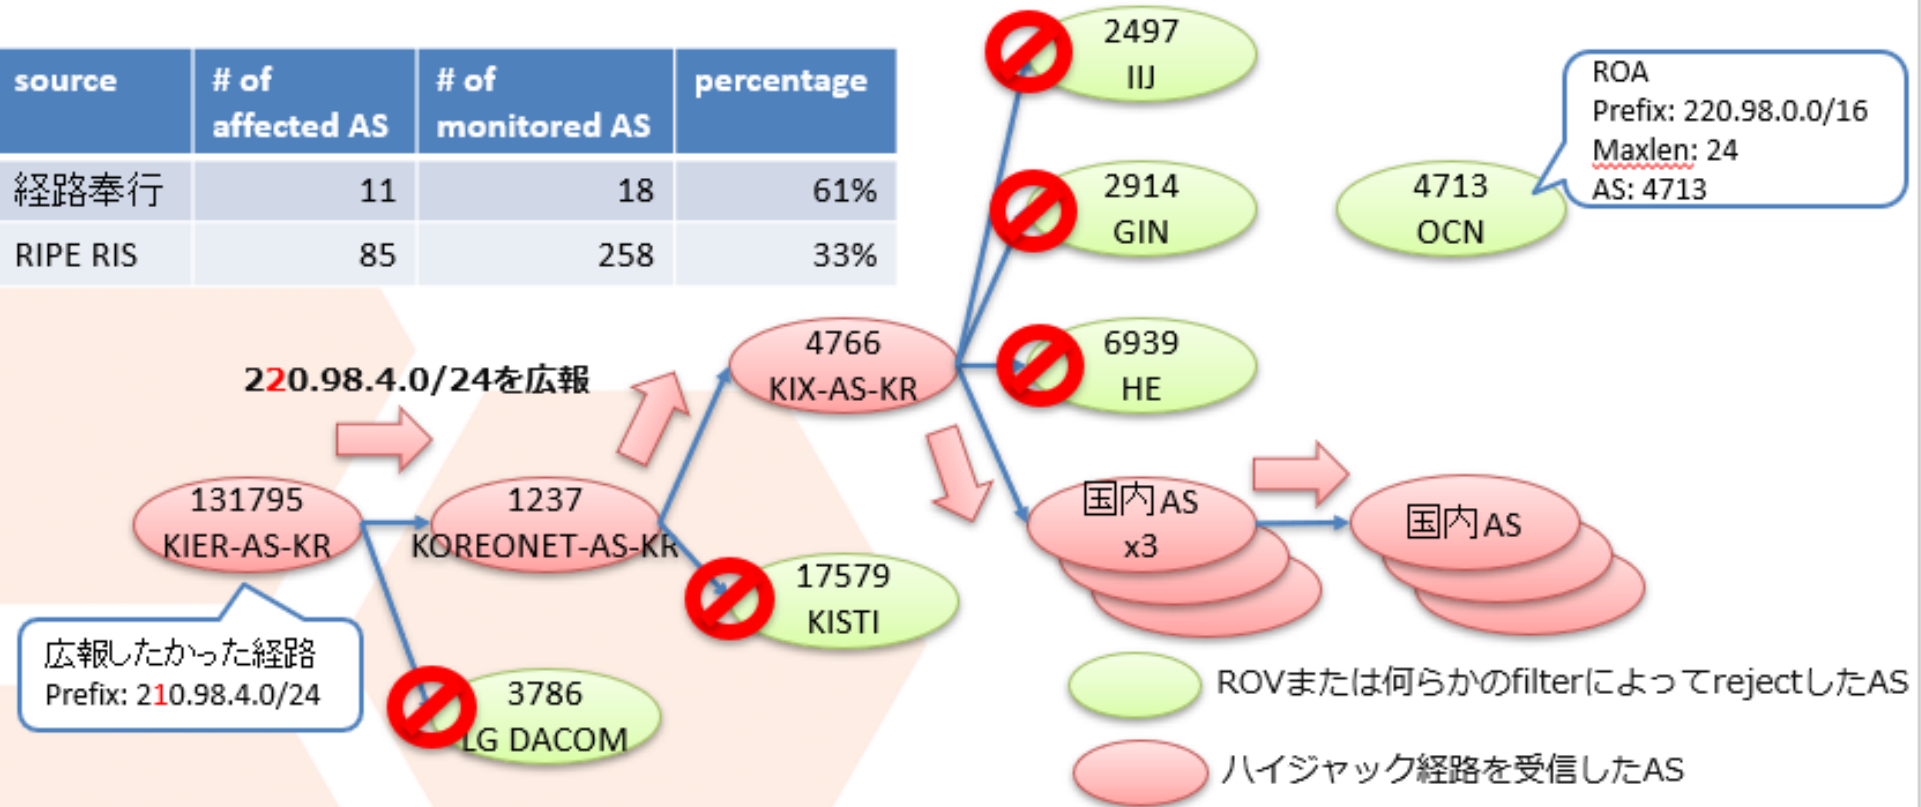 source # of affected AS # of monitored AS percentage
経路奉行 11 18 61%
RIPE RIS 85 258 33%
2497
IIJ
ROA
Prefix: 220.98.0.0/16
Maxlen: 24
AS: 4713
2914
GIN
4713
OCN
4766
KIX-AS-KR
6939
HE
220.98.4.0/24を広報
131795
KIER-AS-KR
1237
KOREONET-AS-KR
国内AS
x3
国内AS
17579
KISTI
広報したかった経路
Prefix: 210.98.4.0/24
3786
LG DACOM
ROVまたは何らかのfilterによってrejectしたAS
ハイジャック経路を受信したAS